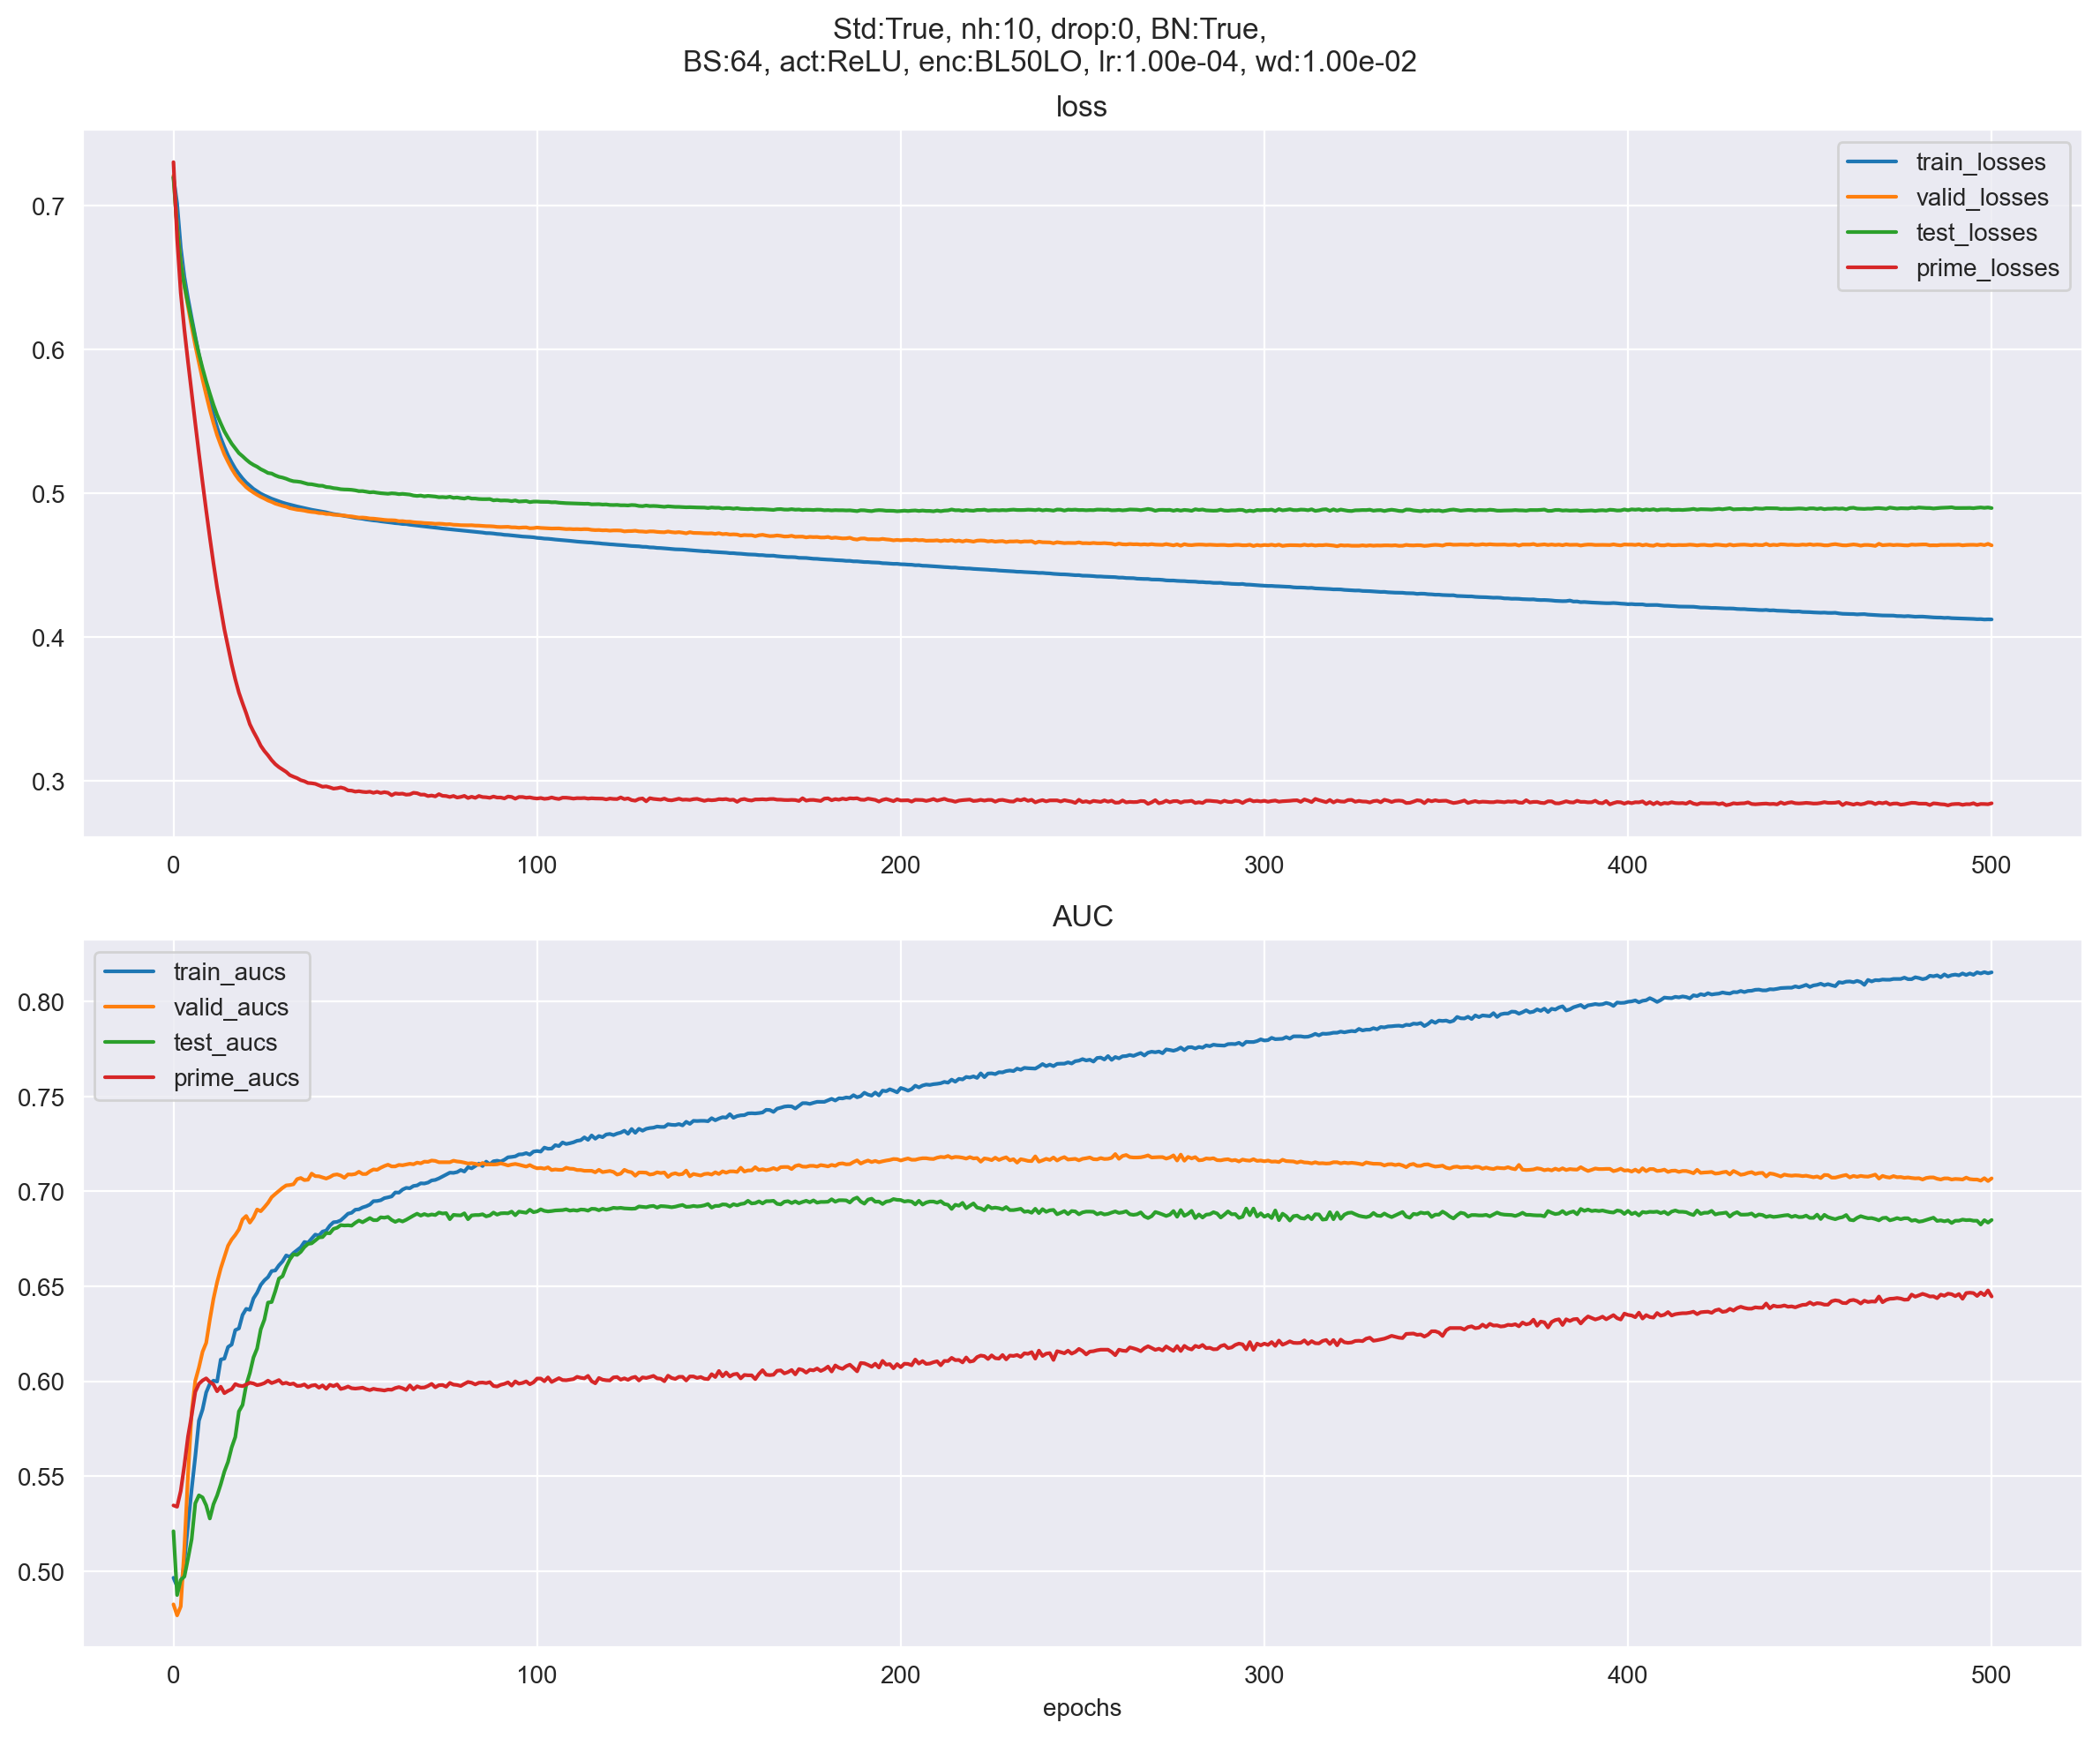 Std:True, nh:10, drop:0, BN:True,
BS:64, act:ReLU, enc:BL50LO, lr:1.00e-04, wd:1.00e-02
loss
train_losses
valid_losses
test_losses
prime_losses
0.7
0.6
0.5
0.4
0.3
0 100 200 300 400 500
AUC
train_aucs
valid_aucs
test_aucs
prime_aucs
0.80
0.75
0.70
0.65
0.60
0.55
0.50
0 100 200 300 400 500
epochs